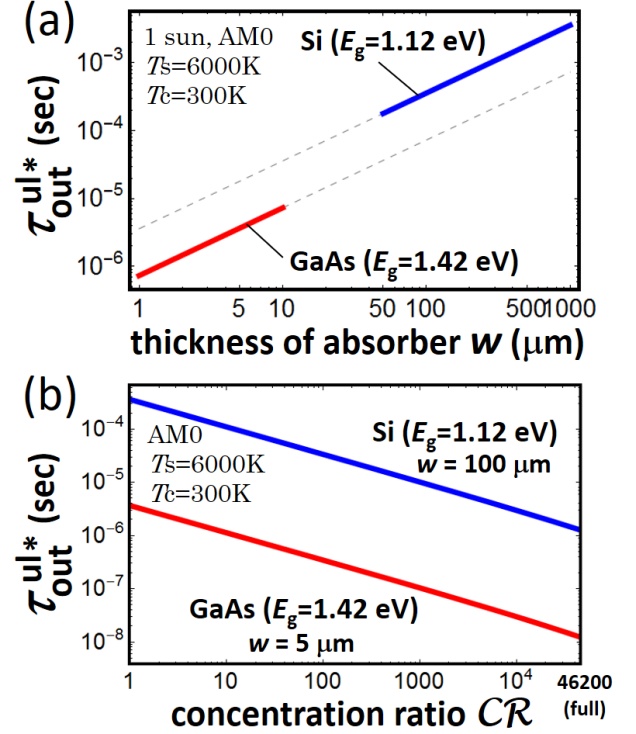 (a)
1 sun, AM0
Ts=6000K
Tc=300K
Si (Eg=1.12 eV)
GaAs (Eg=1.42 eV)
10⁻³
10⁻⁴
10⁻⁵
10⁻⁶
τ_out^ul* (sec)
1 5 10 50 100 500 1000
thickness of absorber w (μm)
(b)
AM0
Ts=6000K
Tc=300K
Si (Eg=1.12 eV)
w = 100 μm
GaAs (Eg=1.42 eV)
w = 5 μm
10⁻⁴
10⁻⁵
10⁻⁶
10⁻⁷
10⁻⁸
τ_out^ul* (sec)
1 10 100 1000 10⁴ 46200
(full)
concentration ratio CR